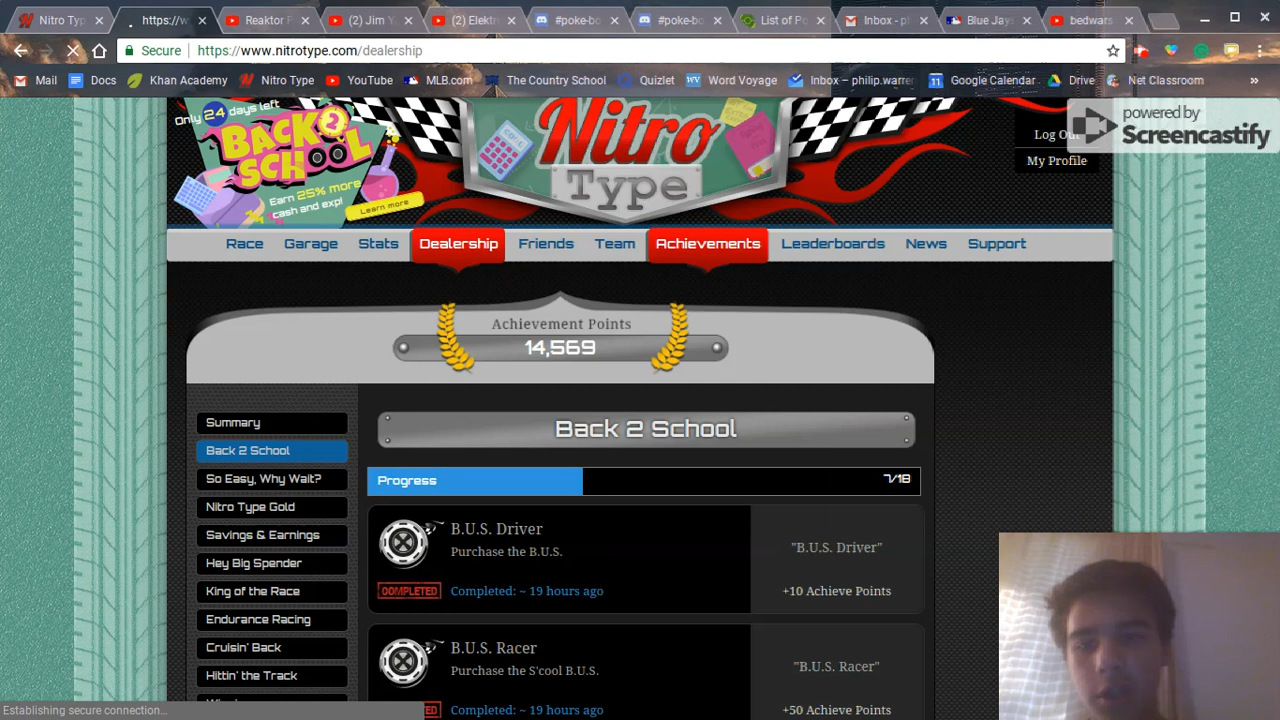 Nitro Typ
https://w
Reaktor P
(2) Jim Y
(2) Elektr
#poke-bo
#poke-bo
List of Po
Inbox - pl
Blue Jays
bedwars
Secure
https://www.nitrotype.com/dealership
Mail
Docs
Khan Academy
Nitro Type
YouTube
MLB.com
The Country School
Quizlet
Word Voyage
Inbox – philip.warre
Google Calendar
Drive
Net Classroom
»
Only 24 days left
BACK 2 SCHOOL
Earn 25% more
cash and exp!
Learn more
Nitro
Type
Log Ou
My Profile
powered by
Screencastify
Race
Garage
Stats
Dealership
Friends
Team
Achievements
Leaderboards
News
Support
Achievement Points
14,569
Summary
Back 2 School
So Easy, Why Wait?
Nitro Type Gold
Savings & Earnings
Hey Big Spender
King of the Race
Endurance Racing
Cruisin' Back
Hittin' the Track
Back 2 School
Progress
7/18
B.U.S. Driver
Purchase the B.U.S.
"B.U.S. Driver"
COMPLETED
Completed: ~ 19 hours ago
+10 Achieve Points
B.U.S. Racer
Purchase the S'cool B.U.S.
"B.U.S. Racer"
Completed: ~ 19 hours ago
+50 Achieve Points
Establishing secure connection...